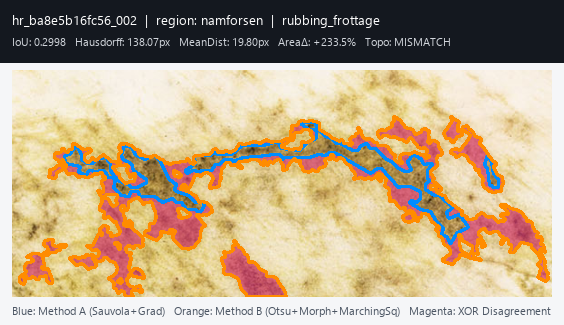 hr_ba8e5b16fc56_002 | region: namforsen | rubbing_frottage
IoU: 0.2998 Hausdorff: 138.07px MeanDist: 19.80px AreaΔ: +233.5% Topo: MISMATCH
Blue: Method A (Sauvola+Grad) Orange: Method B (Otsu+Morph+MarchingSq) Magenta: XOR Disagreement